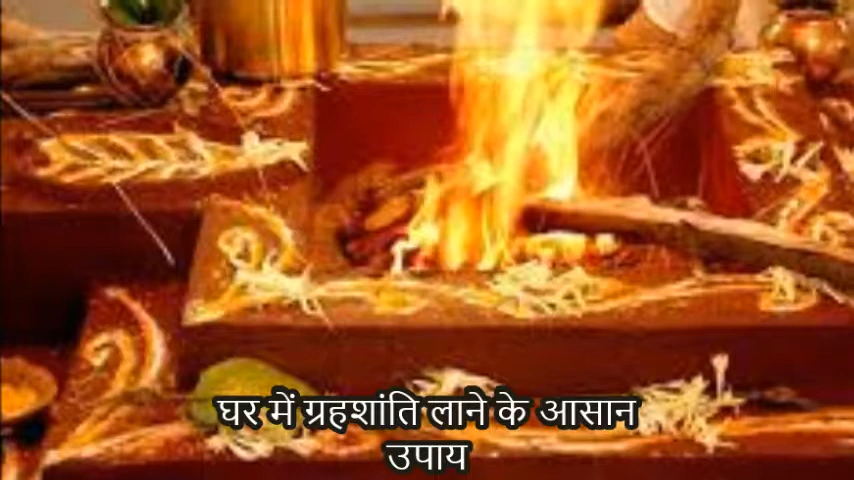 घर में ग्रहशांति लाने के आसान
उपाय